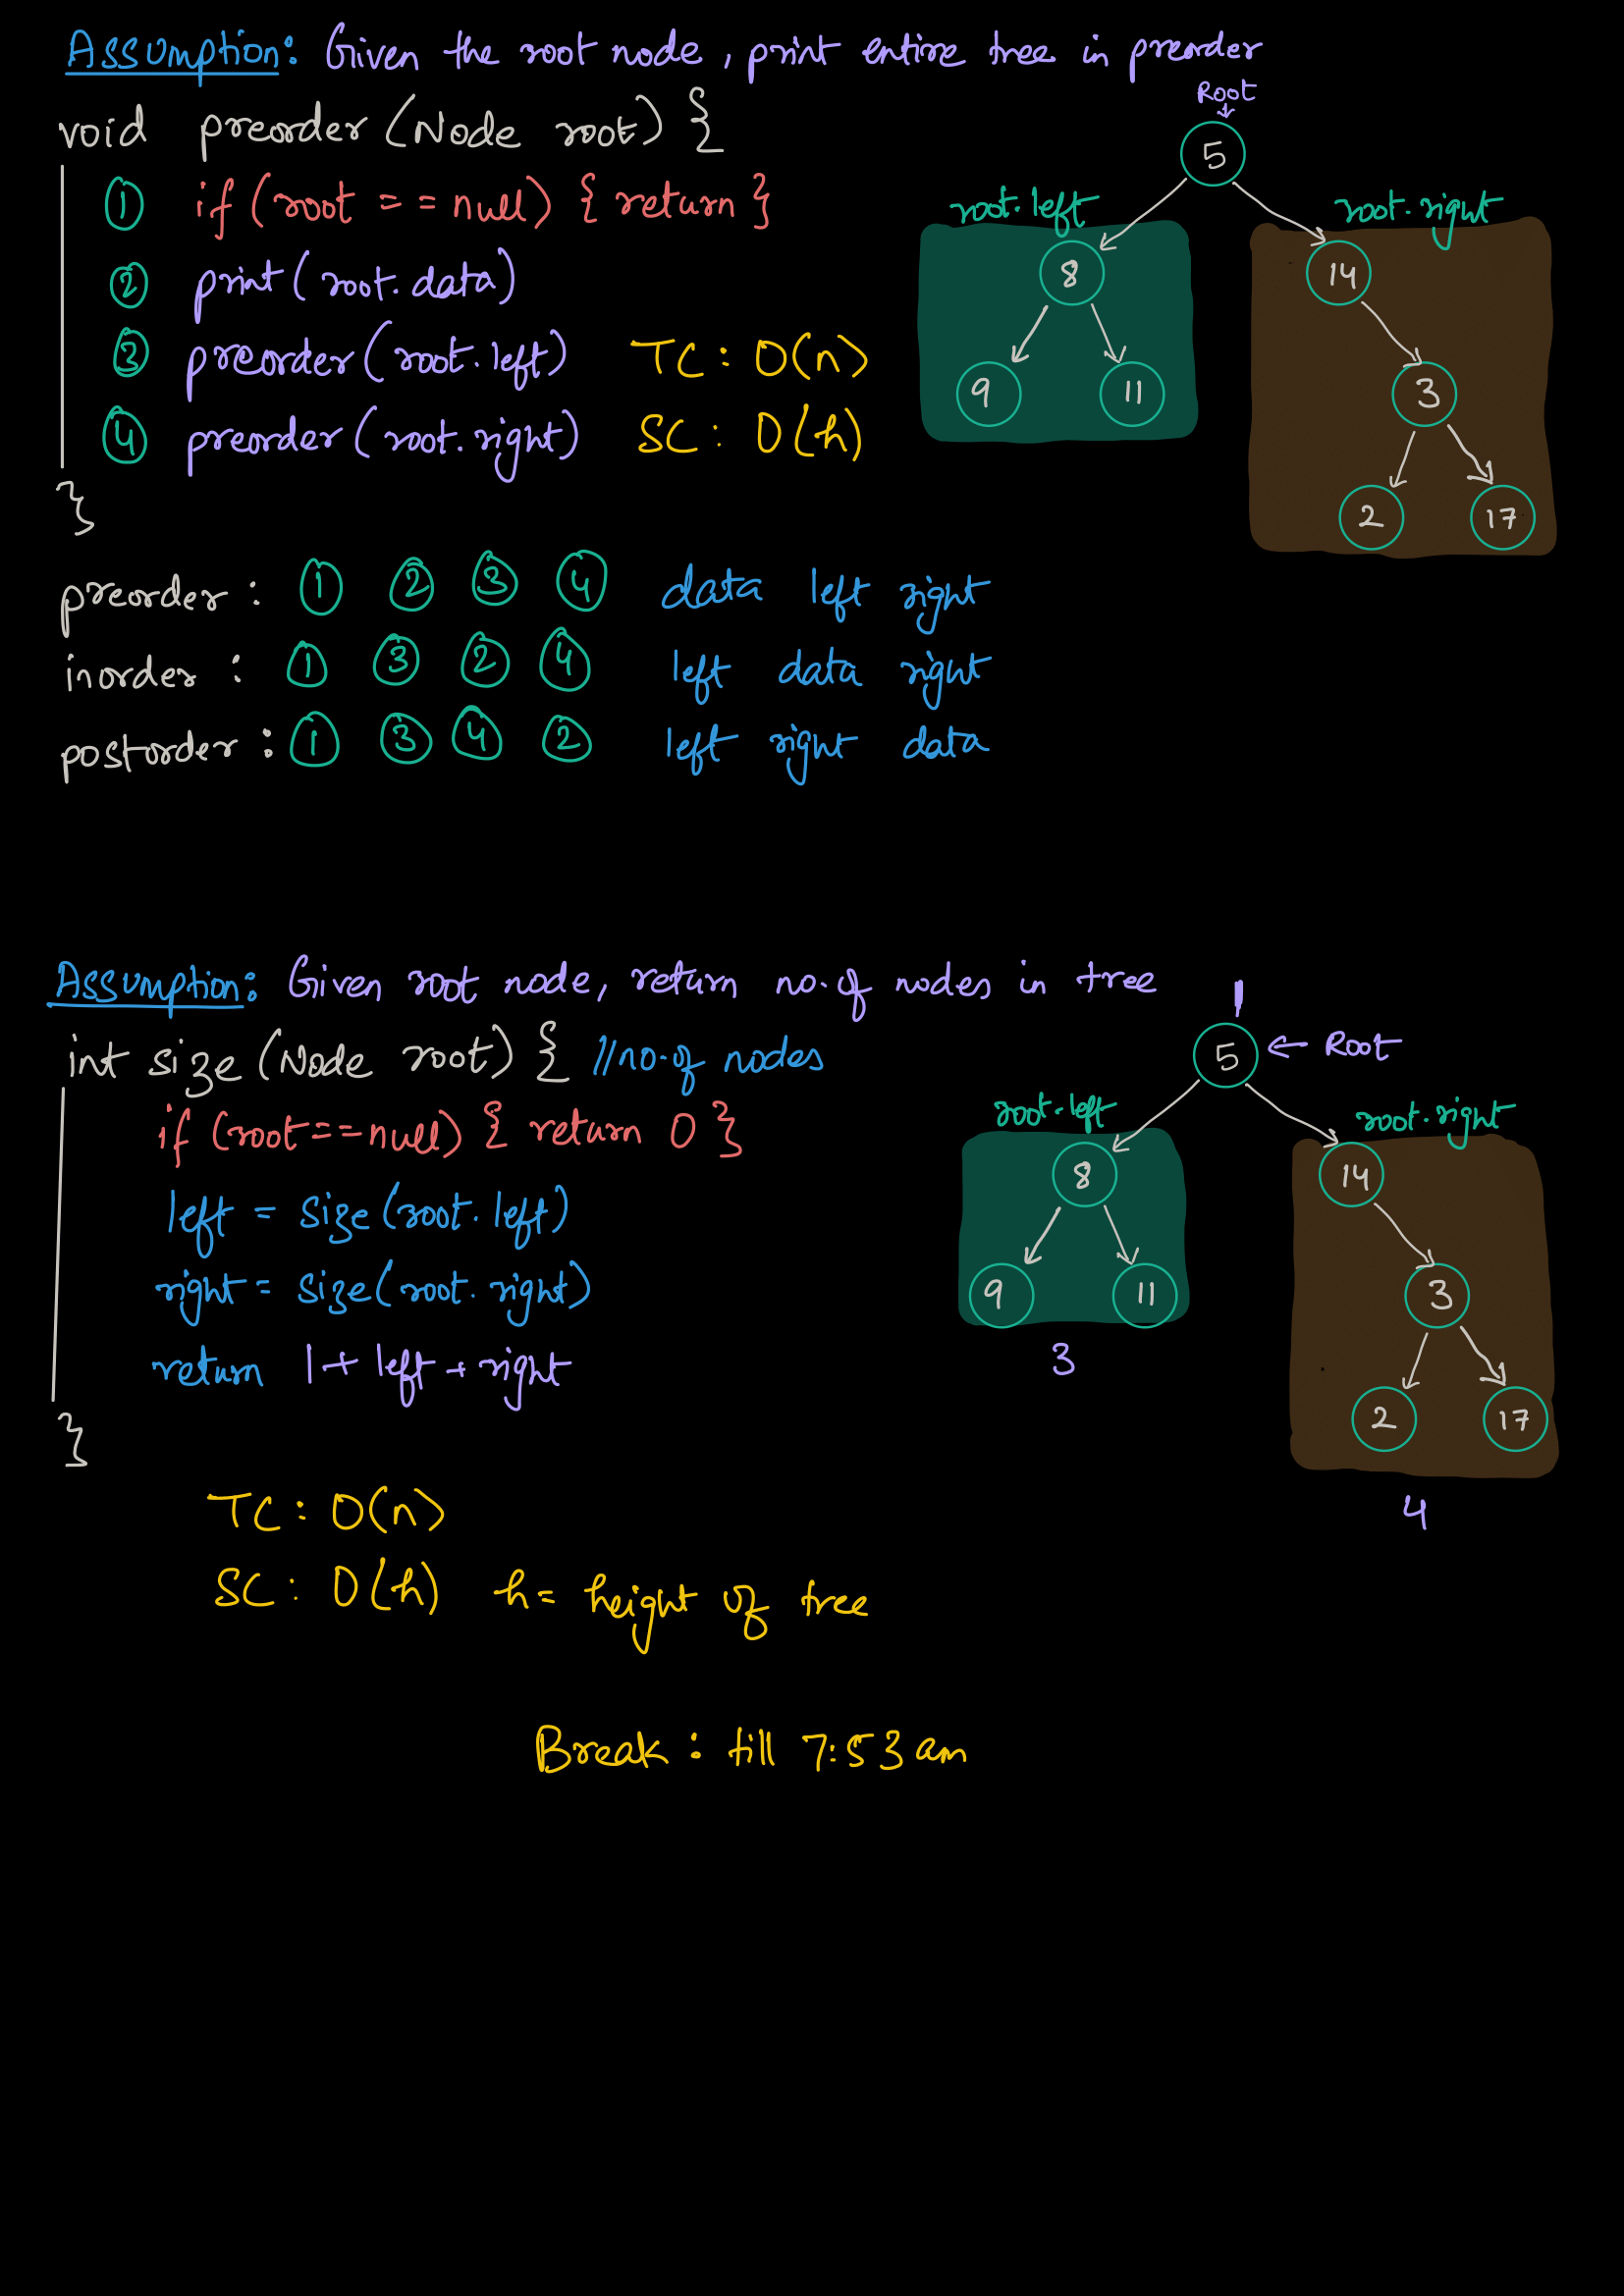 Assumption: Given the root node, print entire tree in preorder
void preorder (Node root) {
① if (root == null) { return }
② print( root.data)
③ preorder (root.left) TC: O(n)
④ preorder (root.right) SC: O(h)
}
Root
5
root.left
root.right
8
14
9
11
3
2
17
preorder : ① ② ③ ④ data left right
inorder : ① ③ ② ④ left data right
postorder : ① ③ ④ ② left right data
Assumption: Given root node, return no.of nodes in tree
int size (Node root) { //no.of nodes
if (root==null) { return 0 }
left = size (root.left)
right = size(root.right)
return 1+ left + right
}
1
5 ← Root
root.left
root.right
8
14
9
11
3
3
2
17
4
TC: O(n)
SC: O(h) h= height of tree
Break : till 7:53 am